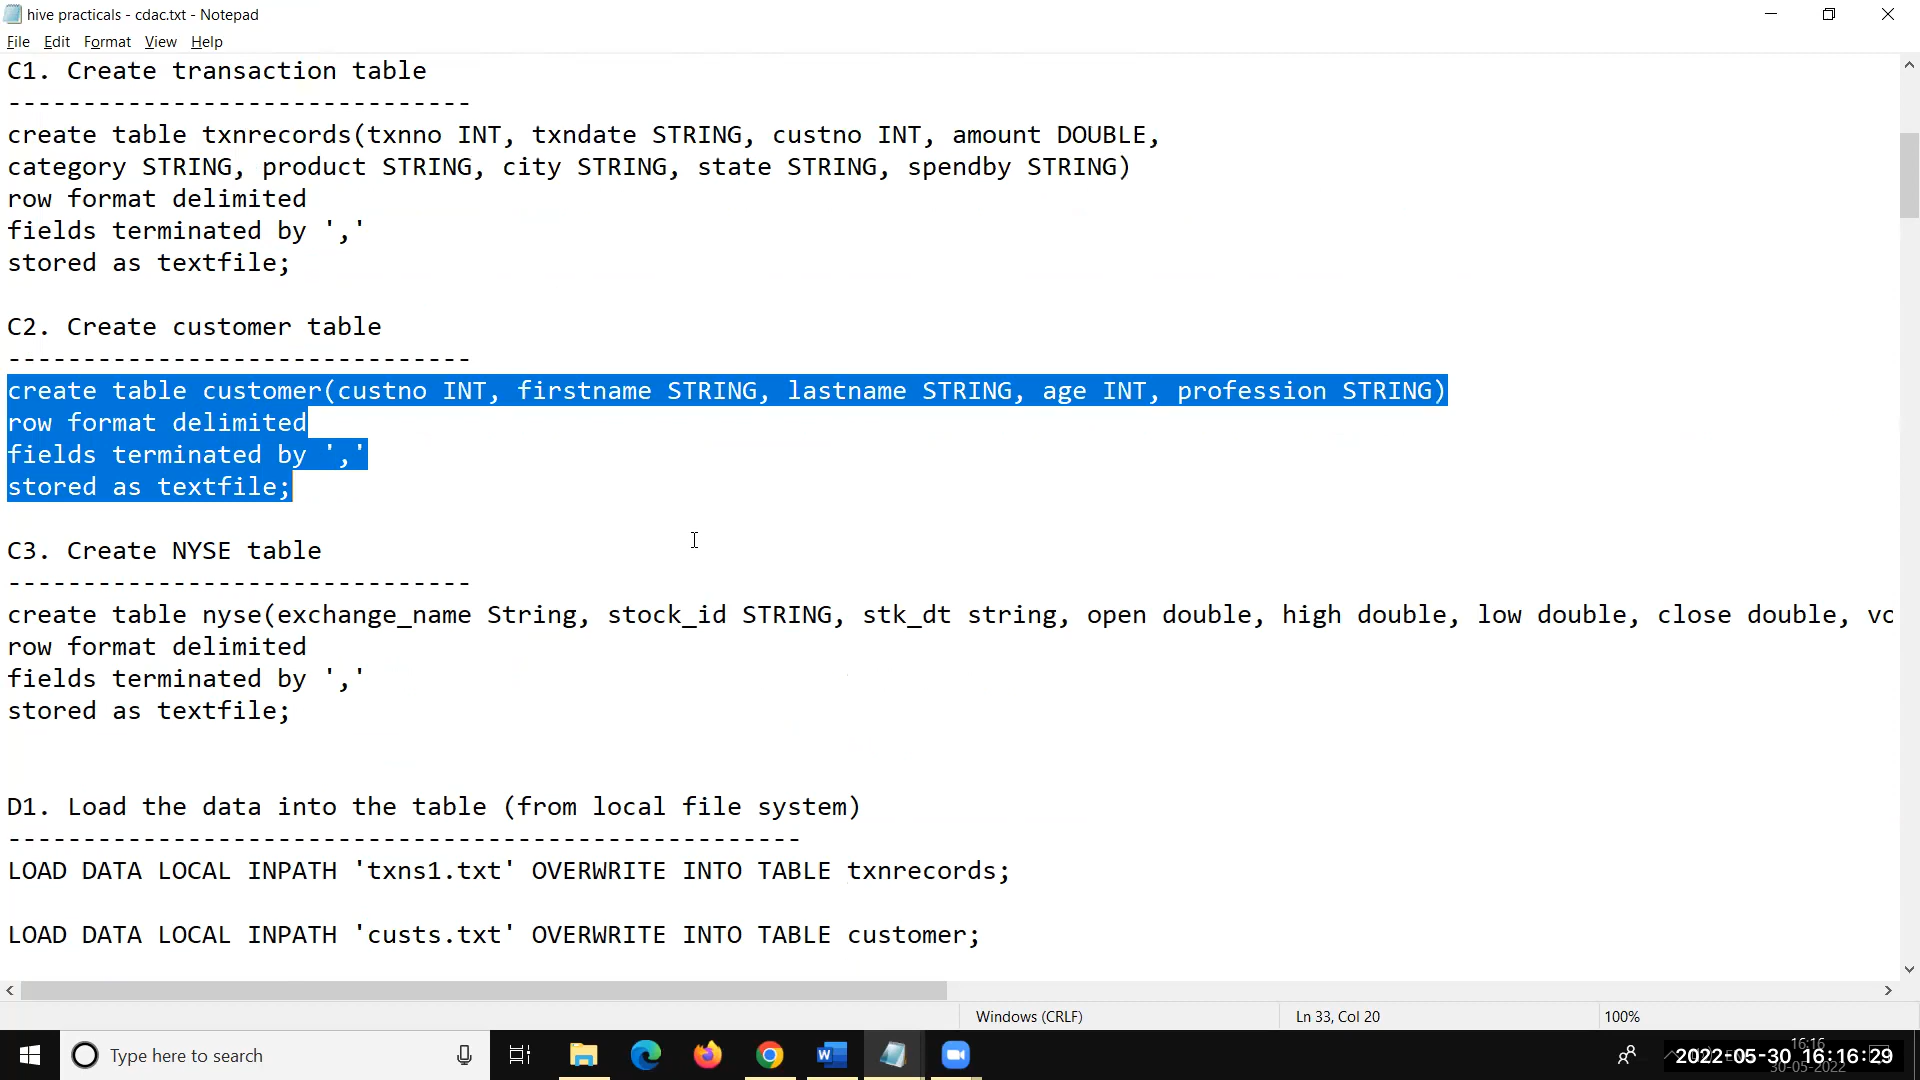 hive practicals - cdac.txt - Notepad
File Edit Format View Help
C1. Create transaction table
-------------------------------
create table txnrecords(txnno INT, txndate STRING, custno INT, amount DOUBLE,
category STRING, product STRING, city STRING, state STRING, spendby STRING)
row format delimited
fields terminated by ','
stored as textfile;
C2. Create customer table
-------------------------------
create table customer(custno INT, firstname STRING, lastname STRING, age INT, profession STRING)
row format delimited
fields terminated by ','
stored as textfile;
C3. Create NYSE table
-------------------------------
create table nyse(exchange_name String, stock_id STRING, stk_dt string, open double, high double, low double, close double, vo
row format delimited
fields terminated by ','
stored as textfile;
D1. Load the data into the table (from local file system)
-----------------------------------------------------
LOAD DATA LOCAL INPATH 'txns1.txt' OVERWRITE INTO TABLE txnrecords;
LOAD DATA LOCAL INPATH 'custs.txt' OVERWRITE INTO TABLE customer;
Windows (CRLF) Ln 33, Col 20 100%
Type here to search
16:16
2022-05-30 16:16:29
30-05-2022